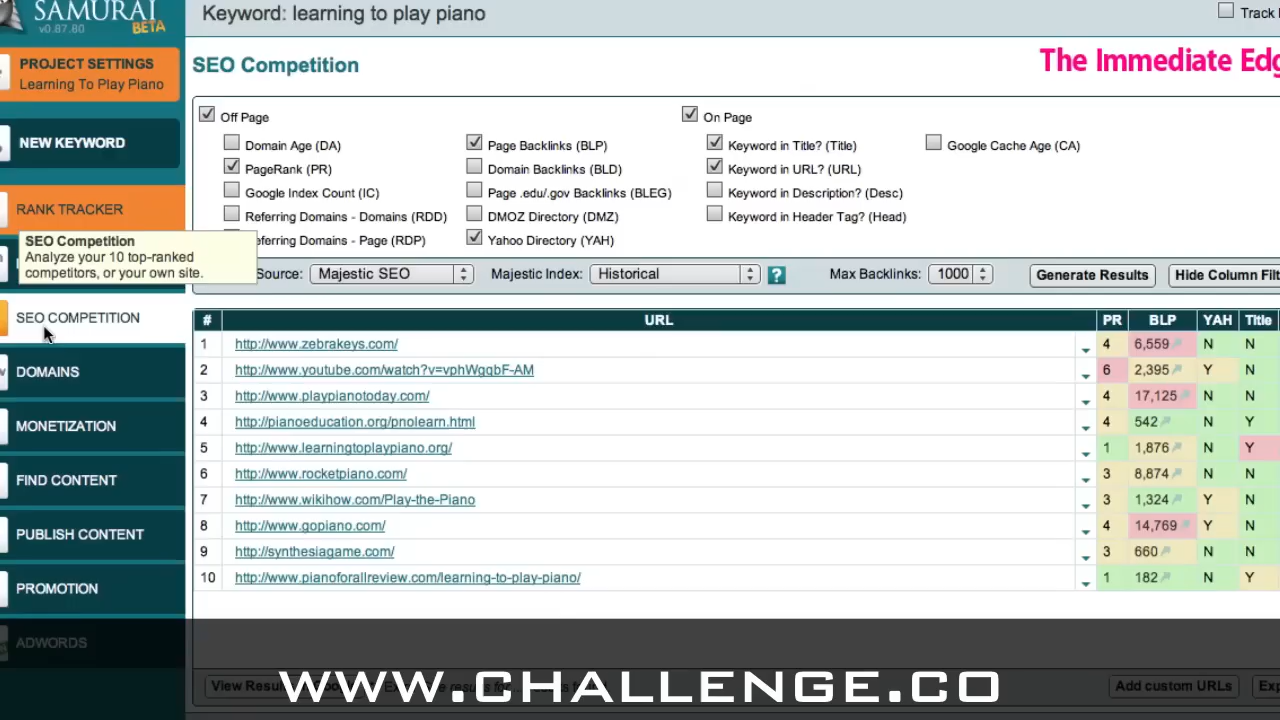 SAMURAI
v0.87.80
BETA
Keyword: learning to play piano
Track
PROJECT SETTINGS
Learning To Play Piano
NEW KEYWORD
RANK TRACKER
SEO Competition
Analyze your 10 top-ranked
competitors, or your own site.
SEO COMPETITION
DOMAINS
MONETIZATION
FIND CONTENT
PUBLISH CONTENT
PROMOTION
ADWORDS
SEO Competition
The Immediate Edg
Off Page
On Page
Domain Age (DA)
Page Backlinks (BLP)
Keyword in Title? (Title)
Google Cache Age (CA)
PageRank (PR)
Domain Backlinks (BLD)
Keyword in URL? (URL)
Google Index Count (IC)
Page .edu/.gov Backlinks (BLEG)
Keyword in Description? (Desc)
Referring Domains - Domains (RDD)
DMOZ Directory (DMZ)
Keyword in Header Tag? (Head)
eferring Domains - Page (RDP)
Yahoo Directory (YAH)
Source: Majestic SEO Majestic Index: Historical ? Max Backlinks: 1000 Generate Results Hide Column Filt
# URL PR BLP YAH Title
1 http://www.zebrakeys.com/ 4 6,559 N N
2 http://www.youtube.com/watch?v=vphWgqbF-AM 6 2,395 Y N
3 http://www.playpianotoday.com/ 4 17,125 N N
4 http://pianoeducation.org/pnolearn.html 4 542 N Y
5 http://www.learningtoplaypiano.org/ 1 1,876 N Y
6 http://www.rocketpiano.com/ 3 8,874 N N
7 http://www.wikihow.com/Play-the-Piano 3 1,324 Y N
8 http://www.gopiano.com/ 4 14,769 Y N
9 http://synthesiagame.com/ 3 660 N N
10 http://www.pianoforallreview.com/learning-to-play-piano/ 1 182 N Y
View Resu
Add custom URLs
Exp
WWW.CHALLENGE.CO